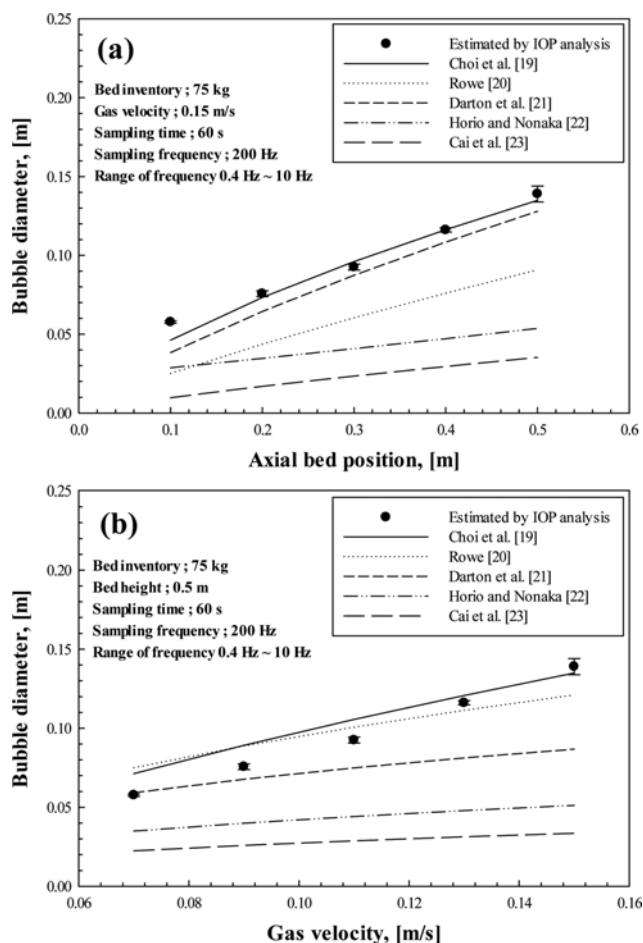 0.25
0.20
0.15
0.10
0.05
0.00
Bubble diameter, [m]
(a)
Bed inventory ; 75 kg
Gas velocity ; 0.15 m/s
Sampling time ; 60 s
Sampling frequency ; 200 Hz
Range of frequency 0.4 Hz ~ 10 Hz
Estimated by IOP analysis
Choi et al. [19]
Rowe [20]
Darton et al. [21]
Horio and Nonaka [22]
Cai et al. [23]
0.0 0.1 0.2 0.3 0.4 0.5 0.6
Axial bed position, [m]
0.25
0.20
0.15
0.10
0.05
0.00
Bubble diameter, [m]
(b)
Bed inventory ; 75 kg
Bed height ; 0.5 m
Sampling time ; 60 s
Sampling frequency ; 200 Hz
Range of frequency 0.4 Hz ~ 10 Hz
Estimated by IOP analysis
Choi et al. [19]
Rowe [20]
Darton et al. [21]
Horio and Nonaka [22]
Cai et al. [23]
0.06 0.08 0.10 0.12 0.14 0.16
Gas velocity, [m/s]